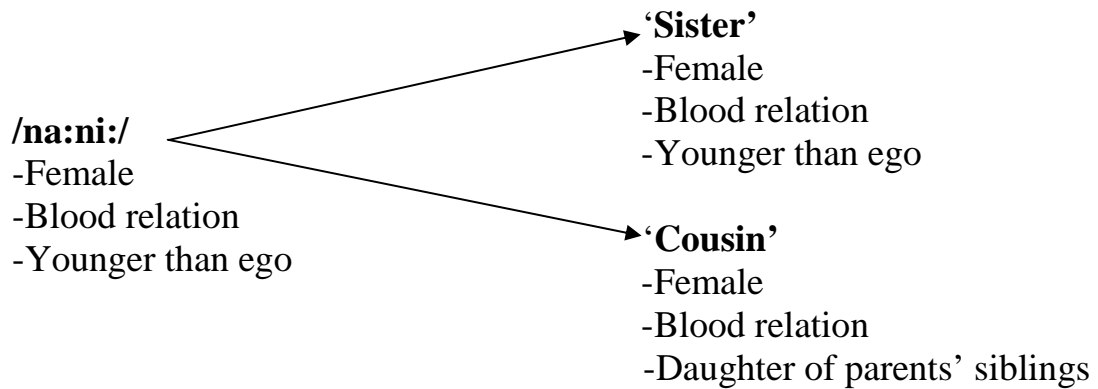 /na:ni:/
-Female
-Blood relation
-Younger than ego
‘Sister’
-Female
-Blood relation
-Younger than ego
‘Cousin’
-Female
-Blood relation
-Daughter of parents’ siblings